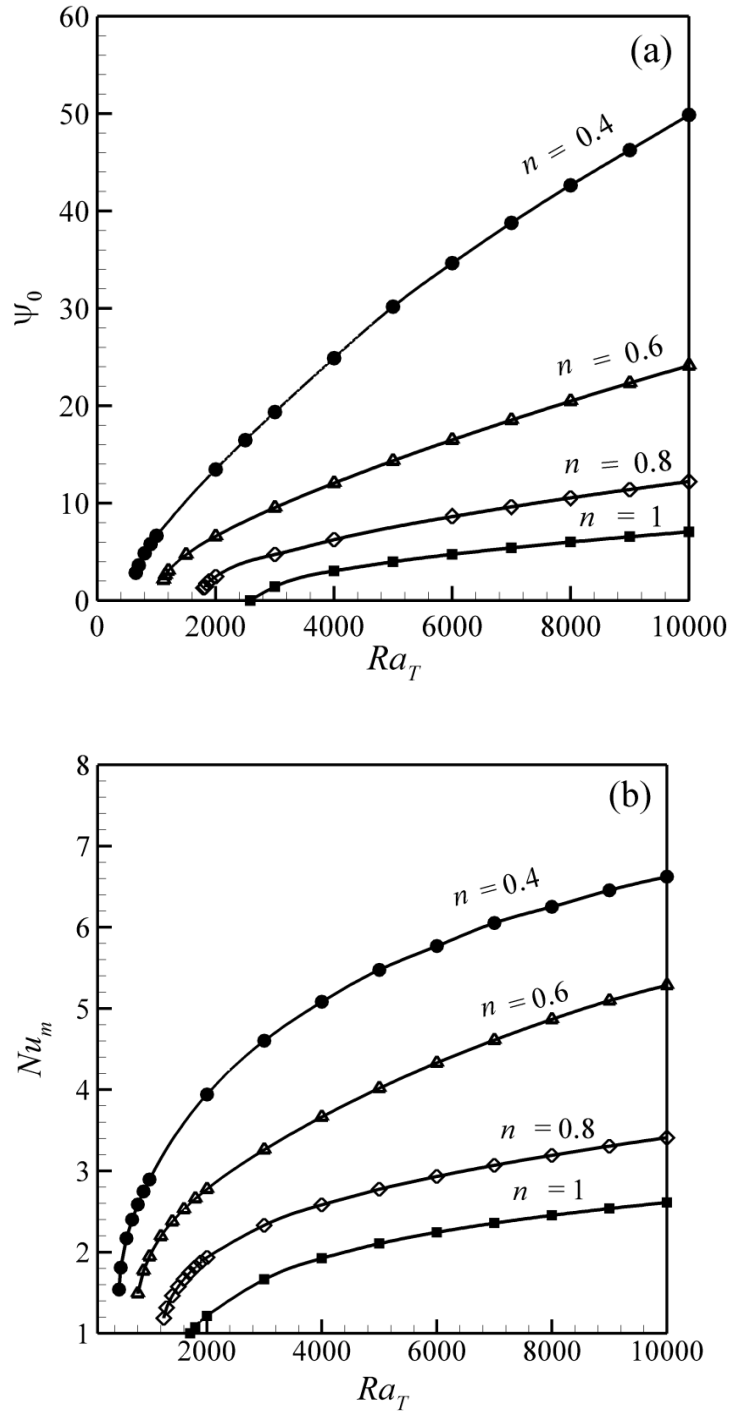 (a)
60
50
40
30
20
10
0
Ψ0
n = 0.4
n = 0.6
n = 0.8
n = 1
0 2000 4000 6000 8000 10000
RaT
(b)
8
7
6
5
4
3
2
1
Num
n = 0.4
n = 0.6
n = 0.8
n = 1
2000 4000 6000 8000 10000
RaT